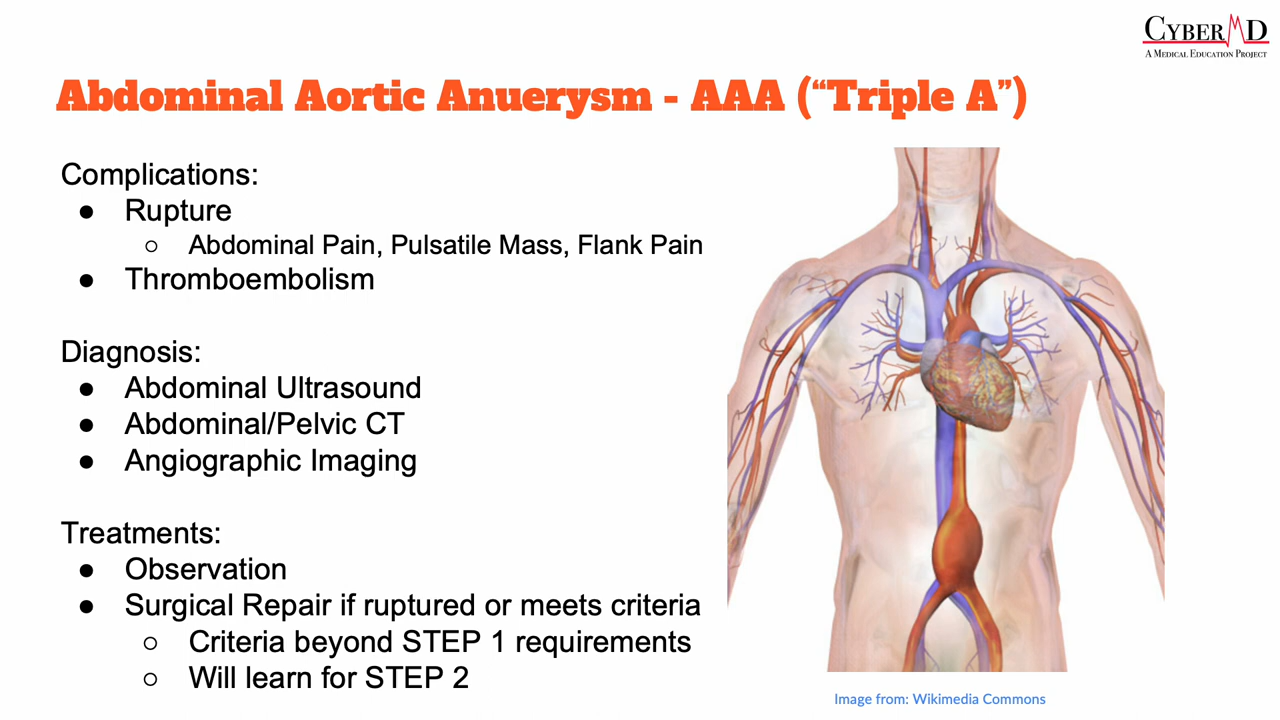 CYBERMD
A MEDICAL EDUCATION PROJECT
Abdominal Aortic Anuerysm - AAA (“Triple A”)
Complications:
● Rupture
○ Abdominal Pain, Pulsatile Mass, Flank Pain
● Thromboembolism
Diagnosis:
● Abdominal Ultrasound
● Abdominal/Pelvic CT
● Angiographic Imaging
Treatments:
● Observation
● Surgical Repair if ruptured or meets criteria
○ Criteria beyond STEP 1 requirements
○ Will learn for STEP 2
Image from: Wikimedia Commons